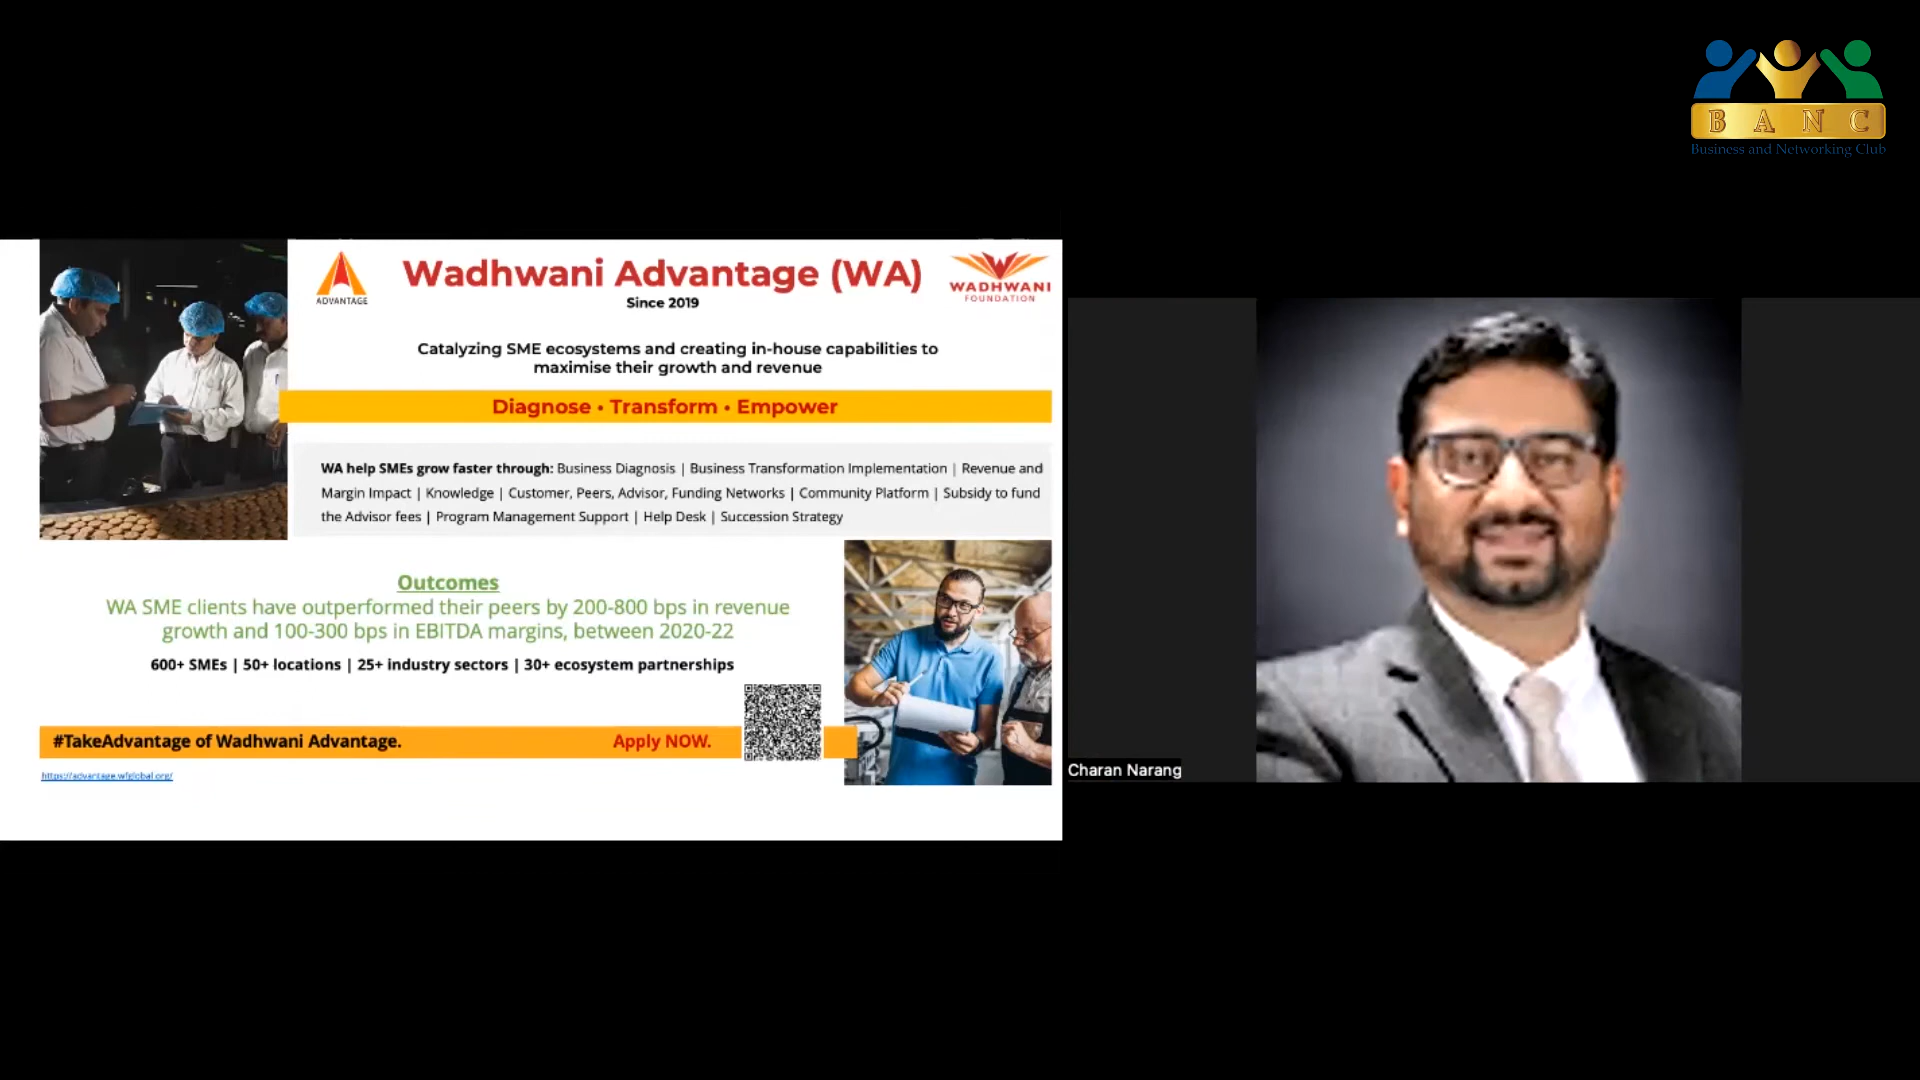 B A N C
Business and Networking Club
ADVANTAGE
Wadhwani Advantage (WA)
Since 2019
WADHWANI
FOUNDATION
Catalyzing SME ecosystems and creating in-house capabilities to
maximise their growth and revenue
Diagnose • Transform • Empower
WA help SMEs grow faster through: Business Diagnosis | Business Transformation Implementation | Revenue and
Margin Impact | Knowledge | Customer, Peers, Advisor, Funding Networks | Community Platform | Subsidy to fund
the Advisor fees | Program Management Support | Help Desk | Succession Strategy
Outcomes
WA SME clients have outperformed their peers by 200-800 bps in revenue
growth and 100-300 bps in EBITDA margins, between 2020-22
600+ SMEs | 50+ locations | 25+ industry sectors | 30+ ecosystem partnerships
#TakeAdvantage of Wadhwani Advantage.
Apply NOW.
https://advantage.wfglobal.org/
Charan Narang